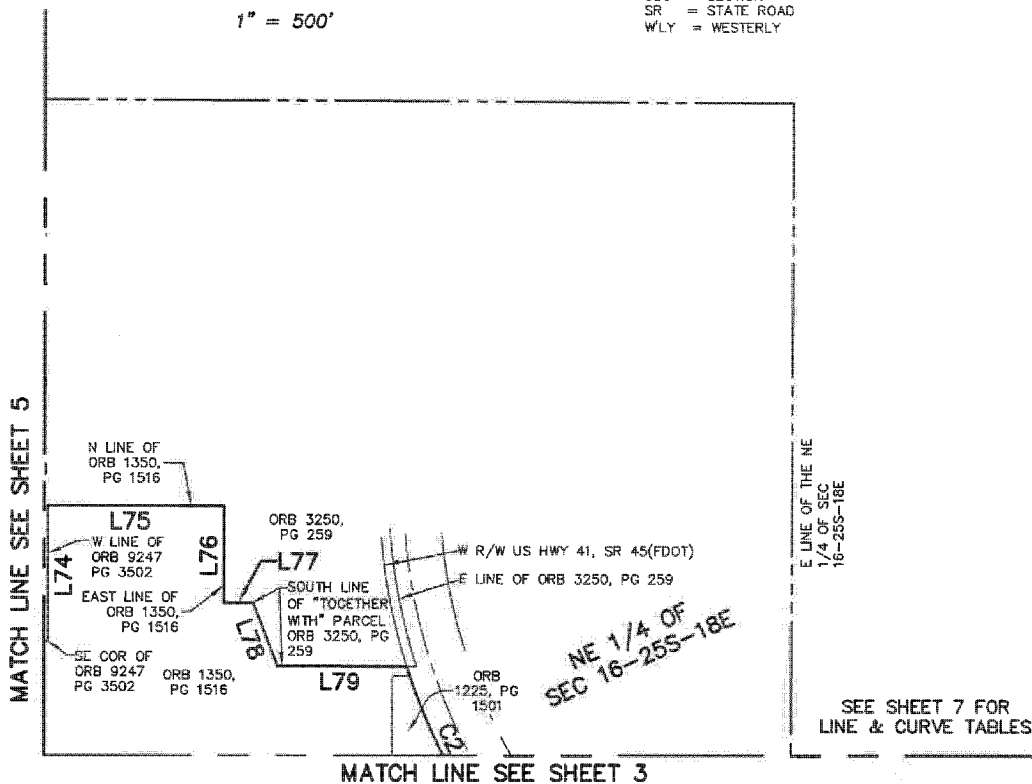 1" = 500'
SR = STATE ROAD
W'LY = WESTERLY
MATCH LINE SEE SHEET 5
N LINE OF
ORB 1350,
PG 1516
L75
L74
W LINE OF
ORB 9247
PG 3502
L76
EAST LINE OF
ORB 1350,
PG 1516
SE COR OF
ORB 9247
PG 3502
ORB 1350,
PG 1516
ORB 3250,
PG 259
L77
SOUTH LINE
OF "TOGETHER
WITH" PARCEL
ORB 3250, PG
259
L78
L79
W R/W US HWY 41, SR 45(FDOT)
E LINE OF ORB 3250, PG 259
ORB
1225, PG
1501
C2
NE 1/4 OF
SEC 16-25S-18E
E LINE OF THE NE
1/4 OF SEC
16-25S-18E
SEE SHEET 7 FOR
LINE & CURVE TABLES
MATCH LINE SEE SHEET 3